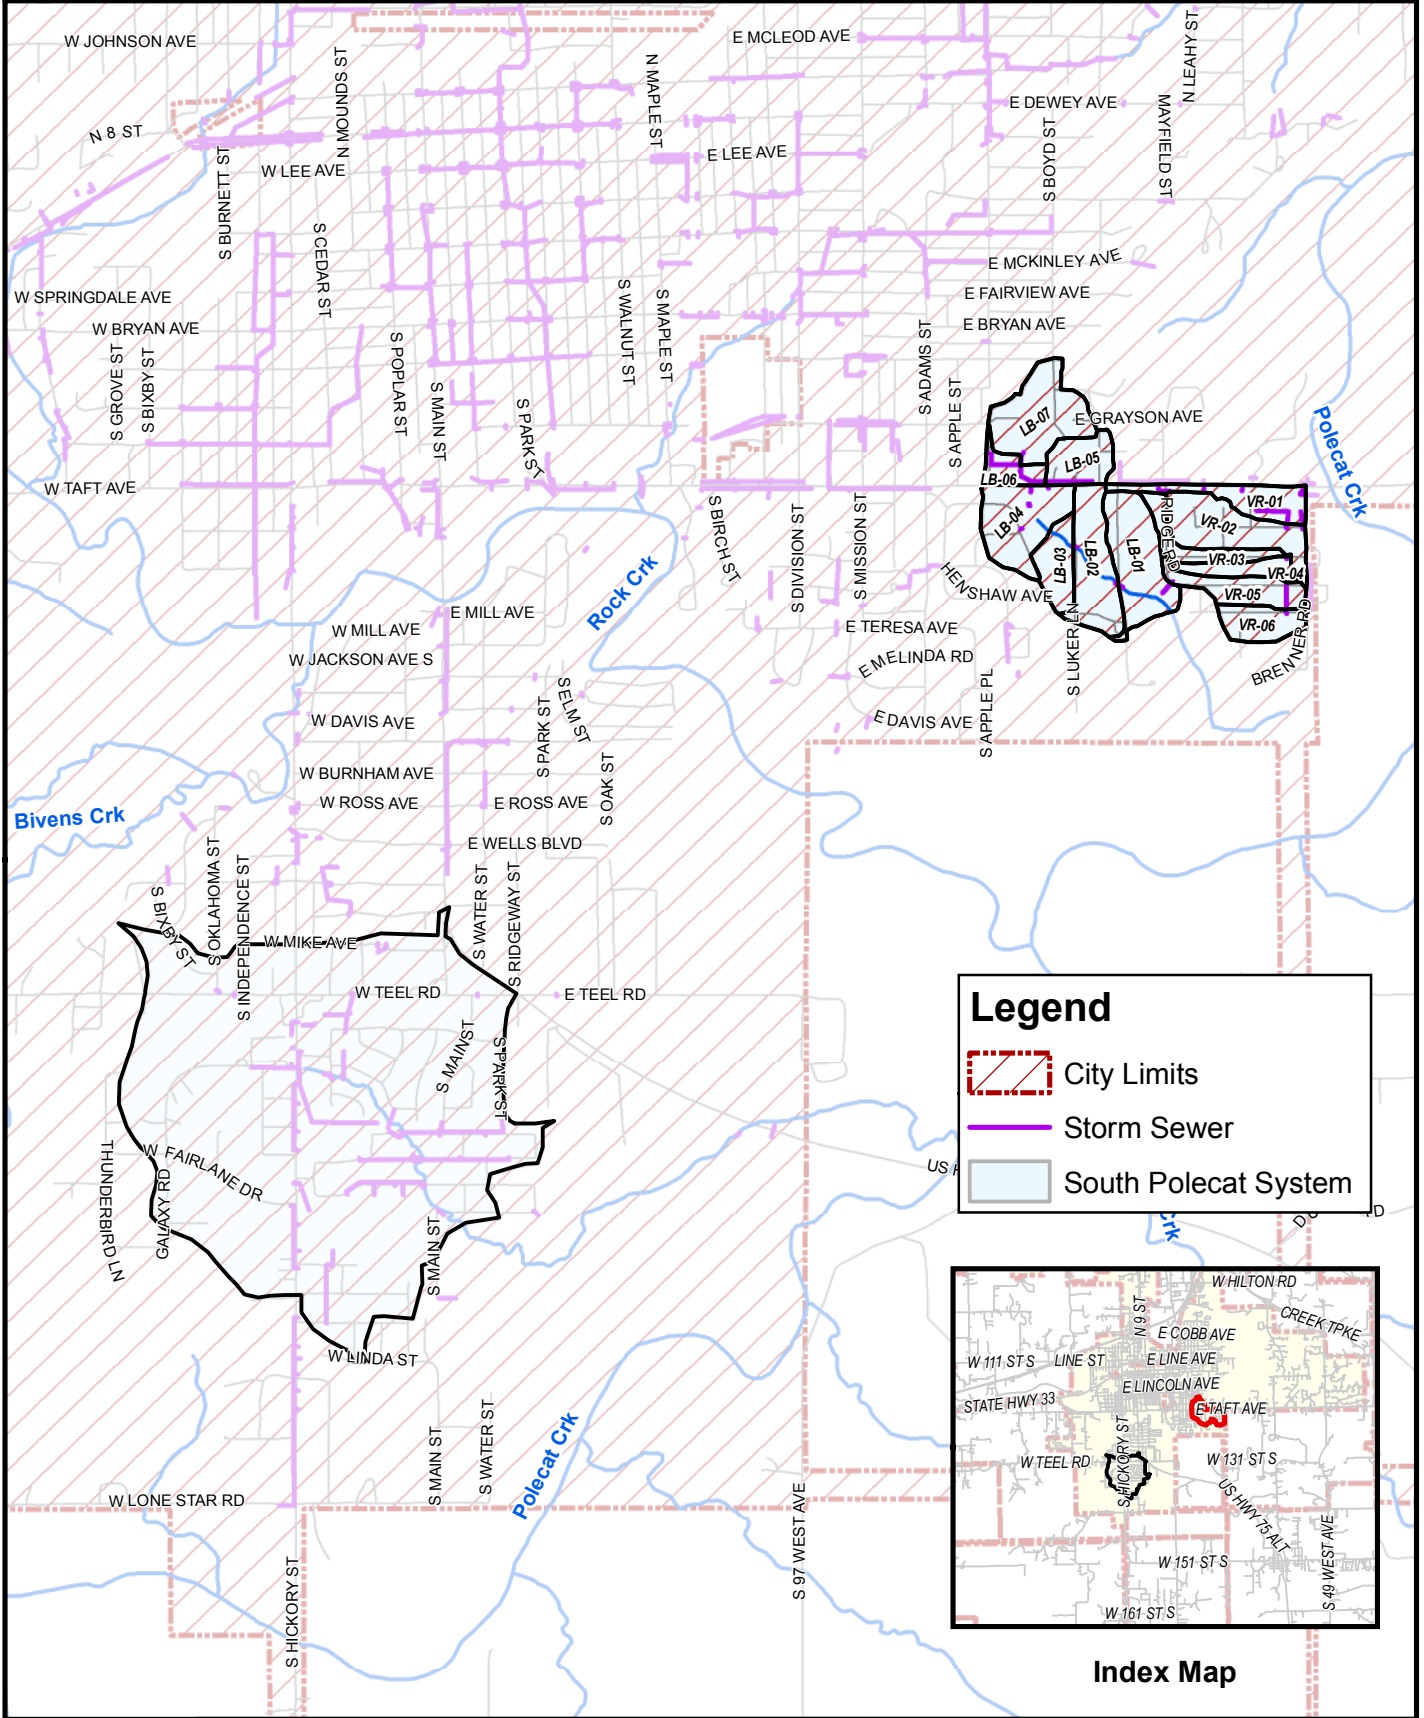 W JOHNSON AVE
E MCLEOD AVE
N LEAHY ST
N MOUNDS ST
N MAPLE ST
E DEWEY AVE
MAYFIELD ST
N 8 ST
S BOYD ST
S BURNETT ST
W LEE AVE
E LEE AVE
S CEDAR ST
E MCKINLEY AVE
W SPRINGDALE AVE
E FAIRVIEW AVE
W BRYAN AVE
E BRYAN AVE
S WALNUT ST
S MAPLE ST
S GROVE ST
S BIXBY ST
S POPLAR ST
S MAIN ST
S PARK ST
S ADAMS ST
S APPLE ST
E GRAYSON AVE
LB-07
LB-05
LB-06
LB-04
LB-03
LB-02
LB-01
RIDGE RD
VR-01
VR-02
VR-03
VR-04
VR-05
VR-06
Polecat Crk
W TAFT AVE
S BIRCH ST
S DIVISION ST
S MISSION ST
HENSHAW AVE
Rock Crk
E MILL AVE
W MILL AVE
E TERESA AVE
W JACKSON AVE S
E MELINDA RD
S LUKER LN
BRENNER RD
S ELM ST
S PARK ST
W DAVIS AVE
E DAVIS AVE
S APPLE PL
W BURNHAM AVE
S OAK ST
W ROSS AVE
E ROSS AVE
Bivens Crk
E WELLS BLVD
S OKLAHOMA ST
S INDEPENDENCE ST
S BIXBY ST
S WATER ST
S RIDGEWAY ST
W MIKE AVE
W TEEL RD
E TEEL RD
S MAIN ST
S PARK ST
THUNDERBIRD LN
W FAIRLANE DR
GALAXY RD
S MAIN ST
W LINDA ST
S MAIN ST
S WATER ST
Polecat Crk
W LONE STAR RD
S 97 WEST AVE
S HICKORY ST
US
Crk
Legend
City Limits
Storm Sewer
South Polecat System
W HILTON RD
N 9 ST
CREEK TPKE
E COBB AVE
W 111 ST S
LINE ST
E LINE AVE
E LINCOLN AVE
STATE HWY 33
E TAFT AVE
S HICKORY ST
W TEEL RD
W 131 ST S
US HWY 75 ALT
S 49 WEST AVE
W 151 ST S
W 161 ST S
Index Map